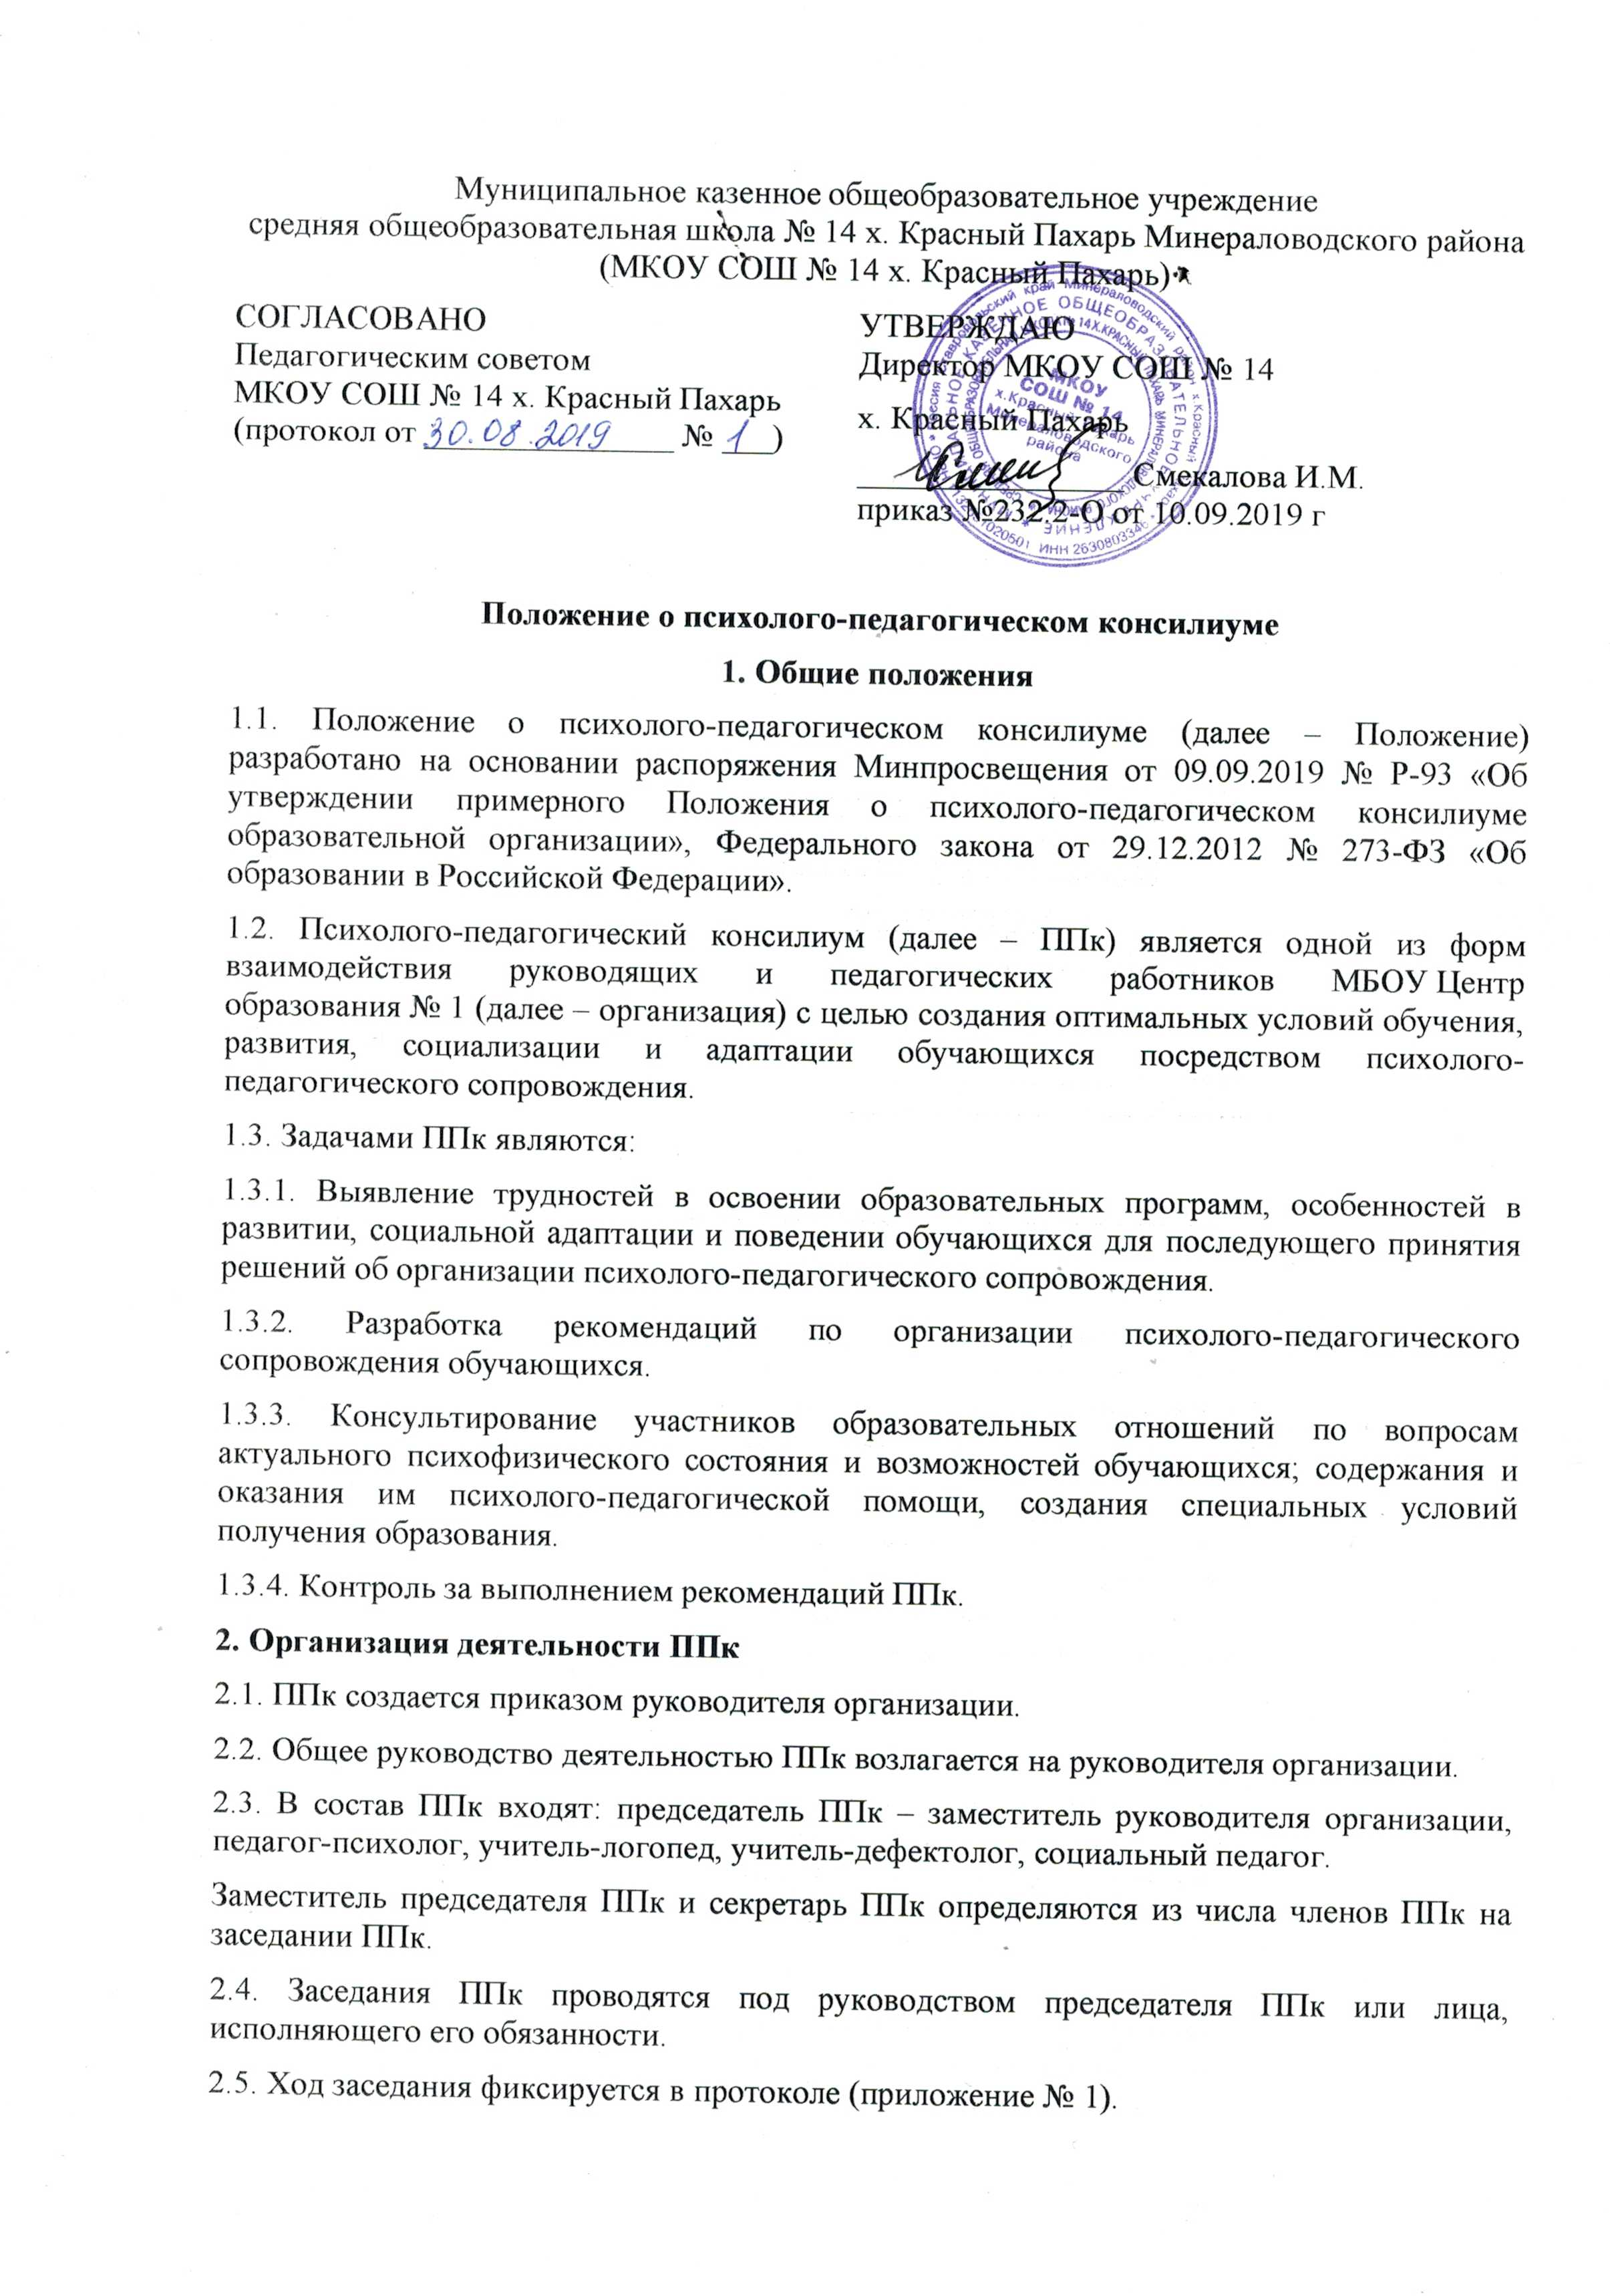 Муниципальное казенное общеобразовательное учреждение
средняя общеобразовательная школа № 14 х. Красный Пахарь Минераловодского района
(МКОУ СОШ № 14 х. Красный Пахарь)
СОГЛАСОВАНО
Педагогическим советом
МКОУ СОШ № 14 х. Красный Пахарь
(протокол от 30.08.2019 № 1)
УТВЕРЖДАЮ
Директор МКОУ СОШ № 14
х. Красный Пахарь
Смекалова И.М.
приказ №232.2-О от 10.09.2019 г
МКОУ
СОШ № 14
х.Красный Пахарь
Минераловодского
района
ИНН 2630803346
Положение о психолого-педагогическом консилиуме
1. Общие положения
1.1. Положение о психолого-педагогическом консилиуме (далее – Положение)
разработано на основании распоряжения Минпросвещения от 09.09.2019 № Р-93 «Об
утверждении примерного Положения о психолого-педагогическом консилиуме
образовательной организации», Федерального закона от 29.12.2012 № 273-ФЗ «Об
образовании в Российской Федерации».
1.2. Психолого-педагогический консилиум (далее – ППк) является одной из форм
взаимодействия руководящих и педагогических работников МБОУ Центр
образования № 1 (далее – организация) с целью создания оптимальных условий обучения,
развития, социализации и адаптации обучающихся посредством психолого-
педагогического сопровождения.
1.3. Задачами ППк являются:
1.3.1. Выявление трудностей в освоении образовательных программ, особенностей в
развитии, социальной адаптации и поведении обучающихся для последующего принятия
решений об организации психолого-педагогического сопровождения.
1.3.2. Разработка рекомендаций по организации психолого-педагогического
сопровождения обучающихся.
1.3.3. Консультирование участников образовательных отношений по вопросам
актуального психофизического состояния и возможностей обучающихся; содержания и
оказания им психолого-педагогической помощи, создания специальных условий
получения образования.
1.3.4. Контроль за выполнением рекомендаций ППк.
2. Организация деятельности ППк
2.1. ППк создается приказом руководителя организации.
2.2. Общее руководство деятельностью ППк возлагается на руководителя организации.
2.3. В состав ППк входят: председатель ППк – заместитель руководителя организации,
педагог-психолог, учитель-логопед, учитель-дефектолог, социальный педагог.
Заместитель председателя ППк и секретарь ППк определяются из числа членов ППк на
заседании ППк.
2.4. Заседания ППк проводятся под руководством председателя ППк или лица,
исполняющего его обязанности.
2.5. Ход заседания фиксируется в протоколе (приложение № 1).